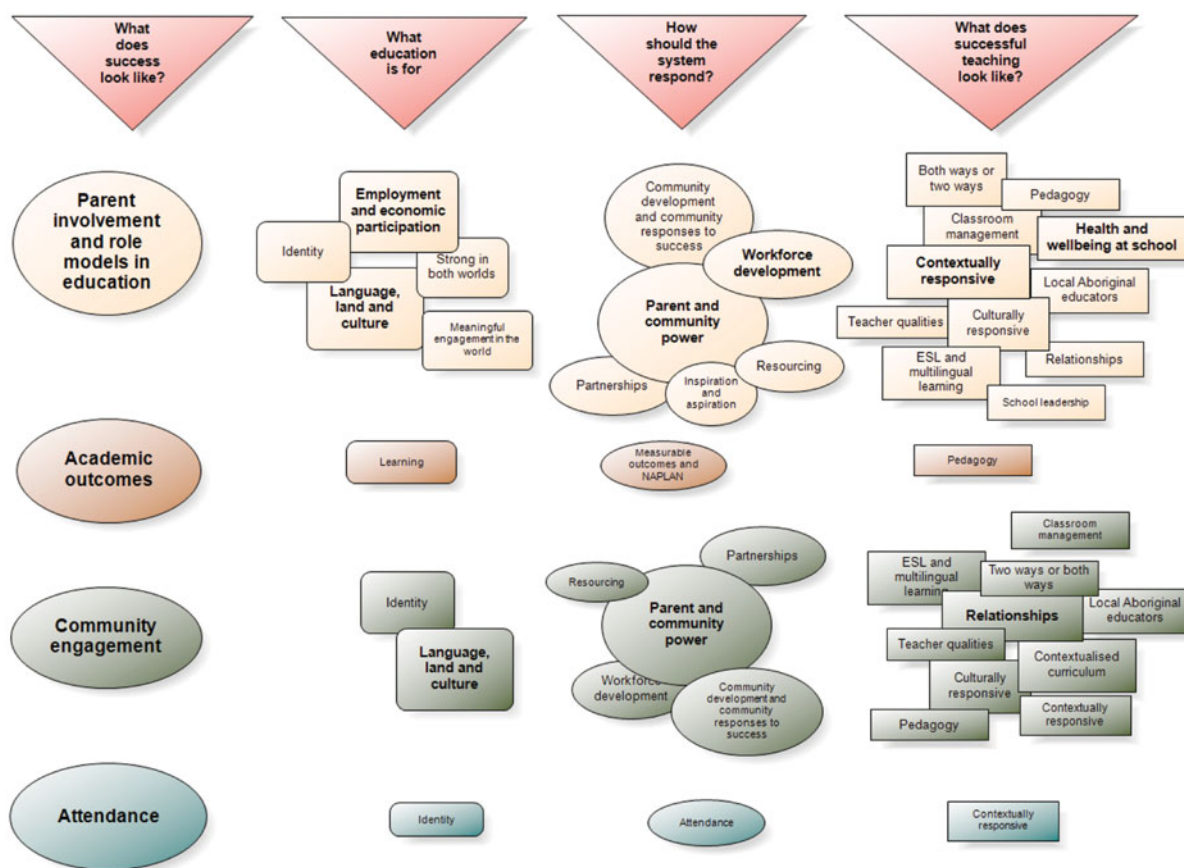 What
does
success
look like?
What
education
is for
How
should the
system
respond?
What does
successful
teaching
look like?
Parent
involvement
and role
models in
education
Employment
and economic
participation
Identity
Strong in
both worlds
Language,
land and
culture
Meaningful
engagement in the
world
Community
development
and community
responses to
success
Workforce
development
Parent and
community
power
Resourcing
Partnerships
Inspiration
and
aspiration
Both ways or
two ways
Pedagogy
Classroom
management
Health and
wellbeing at
school
Contextually
responsive
Local Aboriginal
educators
Teacher qualities
Culturally
responsive
ESL and
multilingual
learning
Relationships
School leadership
Academic
outcomes
Learning
Measurable
outcomes and
NAPLAN
Pedagogy
Community
engagement
Identity
Language,
land and
culture
Partnerships
Resourcing
Parent and
community
power
Workforce
development
Community
development and
community
responses to
success
Classroom
management
ESL and
multilingual
learning
Two ways or both
ways
Relationships
Local Aboriginal
educators
Teacher qualities
Contextualised
curriculum
Culturally
responsive
Contextually
responsive
Pedagogy
Attendance
Identity
Attendance
Contextually
responsive